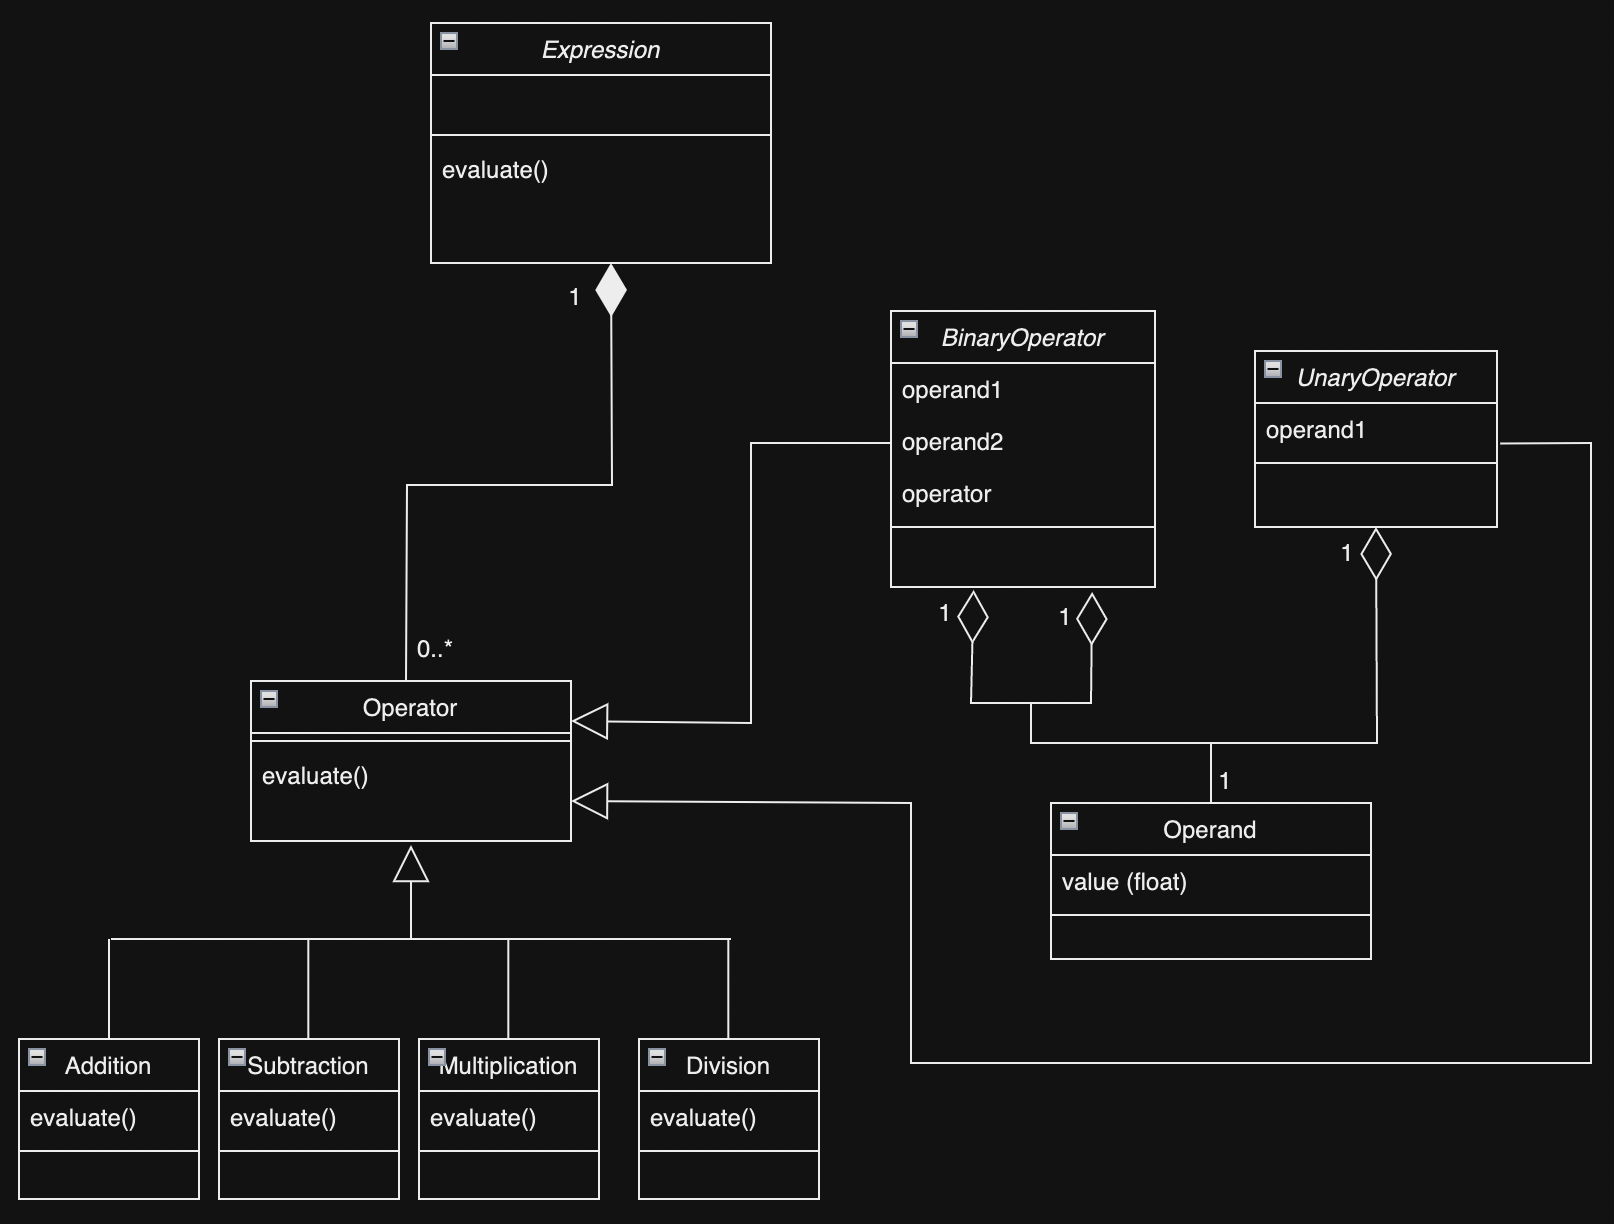 Expression
evaluate()
1
0..*
BinaryOperator
operand1
operand2
operator
1
1
UnaryOperator
operand1
1
Operator
evaluate()
1
Operand
value (float)
Addition
evaluate()
Subtraction
evaluate()
Multiplication
evaluate()
Division
evaluate()